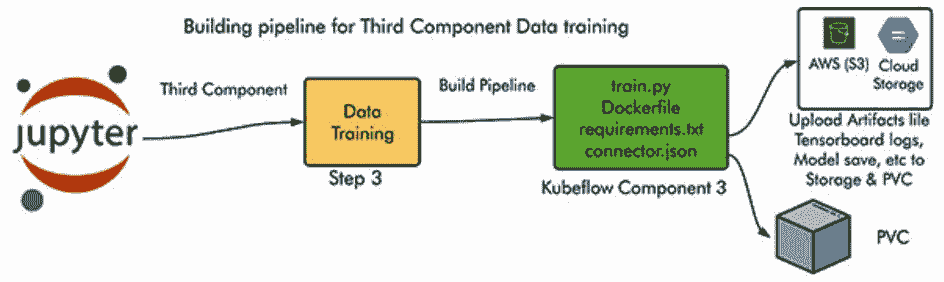 Building pipeline for Third Component Data training
jupyter
Third Component
Data
Training
Step 3
Build Pipeline
train.py
Dockerfile
requirements.txt
connector.json
Kubeflow Component 3
AWS (S3)
Cloud
Storage
Upload Artifacts lile
Tensorboard logs,
Model save, etc to
Storage & PVC
PVC